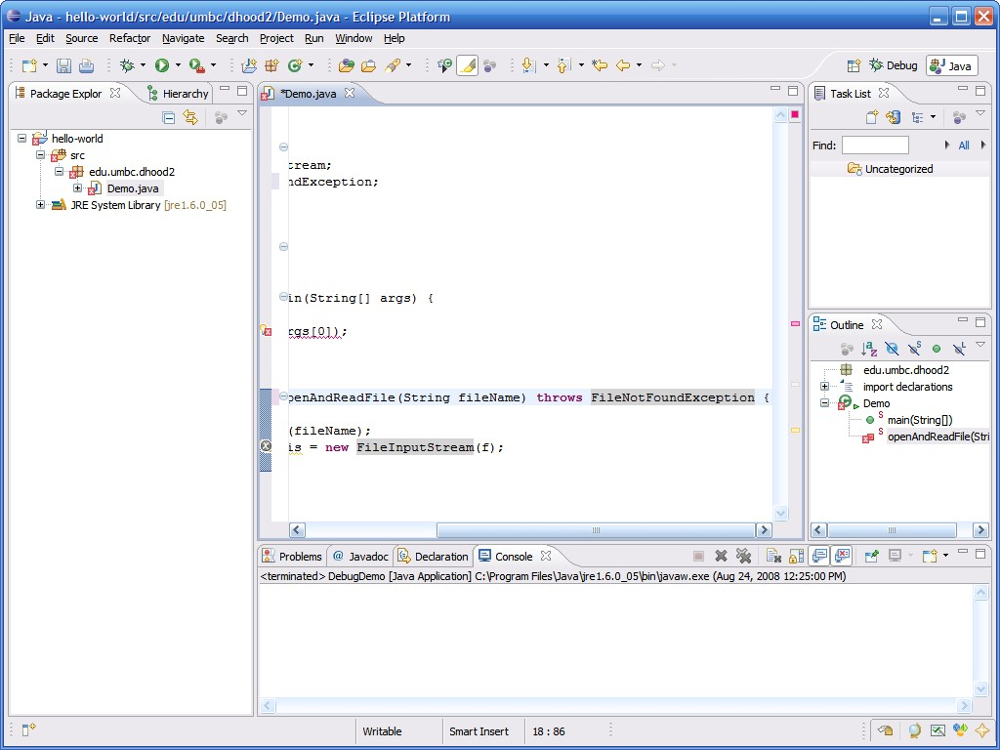 Java - hello-world/src/edu/umbc/dhood2/Demo.java - Eclipse Platform
File Edit Source Refactor Navigate Search Project Run Window Help
Debug Java
Package Explor Hierarchy
hello-world
src
edu.umbc.dhood2
Demo.java
JRE System Library [jre1.6.0_05]
*Demo.java
tream;
ndException;
in(String[] args) {
rgs[0]);
penAndReadFile(String fileName) throws FileNotFoundException {
(fileName);
is = new FileInputStream(f);
Task List
Find: All
Uncategorized
Outline
edu.umbc.dhood2
import declarations
Demo
main(String[])
openAndReadFile(Stri
Problems Javadoc Declaration Console
<terminated> DebugDemo [Java Application] C:\Program Files\Java\jre1.6.0_05\bin\javaw.exe (Aug 24, 2008 12:25:00 PM)
Writable Smart Insert 18 : 86